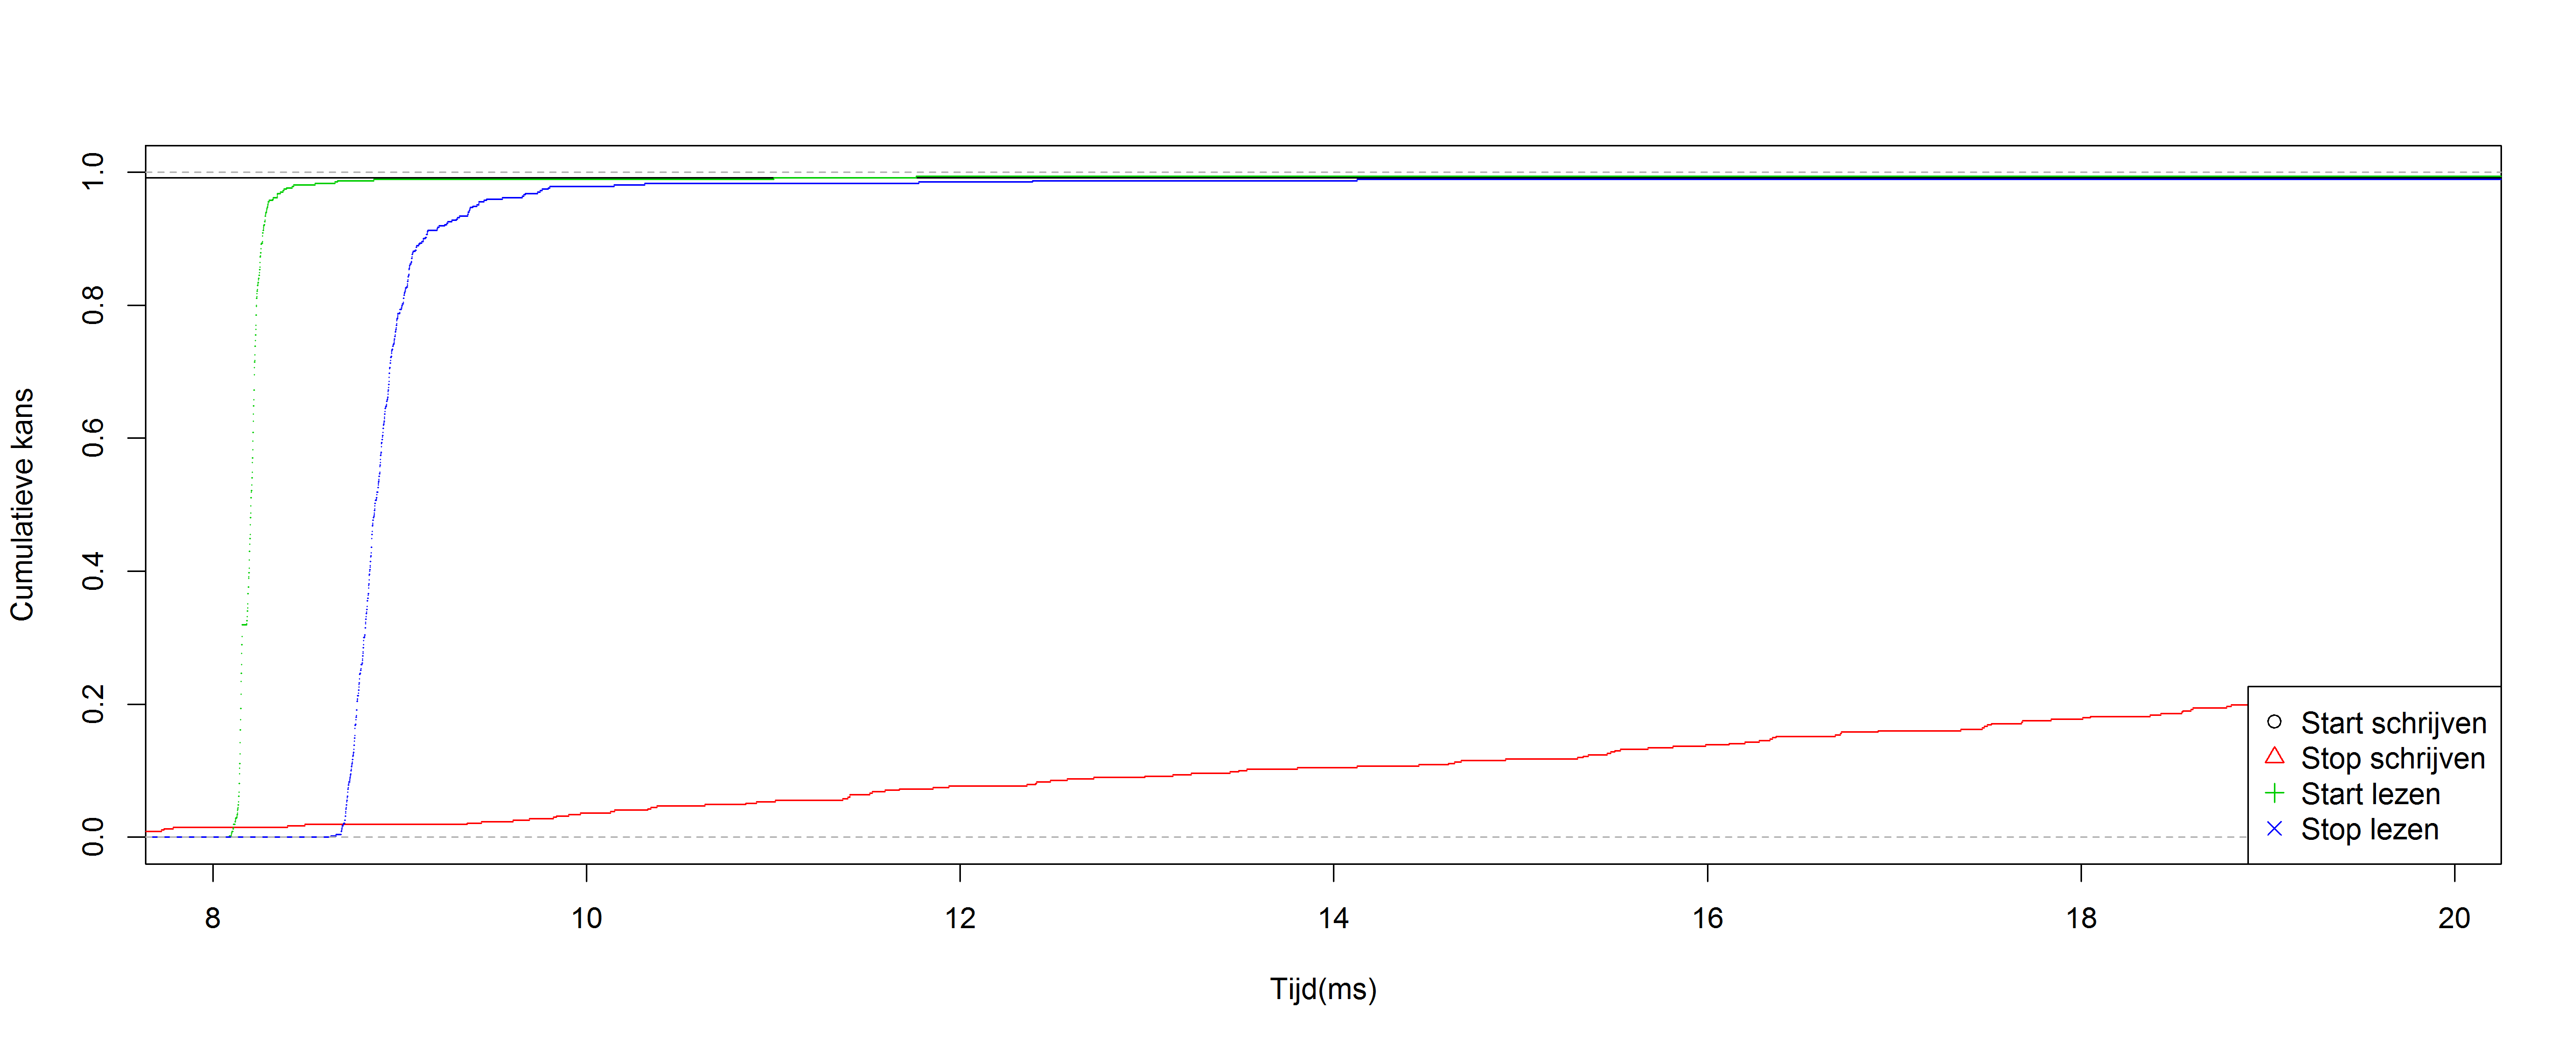 Cumulatieve kans
1.0
0.8
0.6
0.4
0.2
0.0
Start schrijven
Stop schrijven
Start lezen
Stop lezen
8 10 12 14 16 18 20
Tijd(ms)